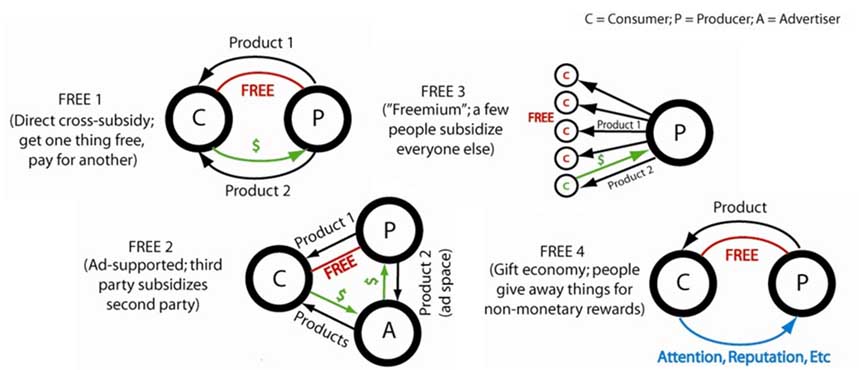 C = Consumer; P = Producer; A = Advertiser
FREE 1
(Direct cross-subsidy;
get one thing free,
pay for another)
Product 1
FREE
C
P
$
Product 2
FREE 3
("Freemium"; a few
people subsidize
everyone else)
FREE
C
C
C
C
C
Product 1
$
Product 2
P
FREE 2
(Ad-supported; third
party subsidizes
second party)
Product 1
P
FREE
C
$
$
Product 2
(ad space)
Products
A
FREE 4
(Gift economy; people
give away things for
non-monetary rewards)
Product
FREE
C
P
Attention, Reputation, Etc